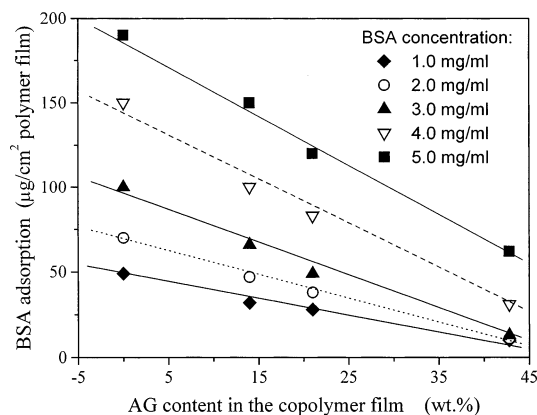 BSA concentration:
1.0 mg/ml
2.0 mg/ml
3.0 mg/ml
4.0 mg/ml
5.0 mg/ml
200
150
100
50
0
-5
5
15
25
35
45
BSA adsorption (μg/cm² polymer film)
AG content in the copolymer film (wt.%)